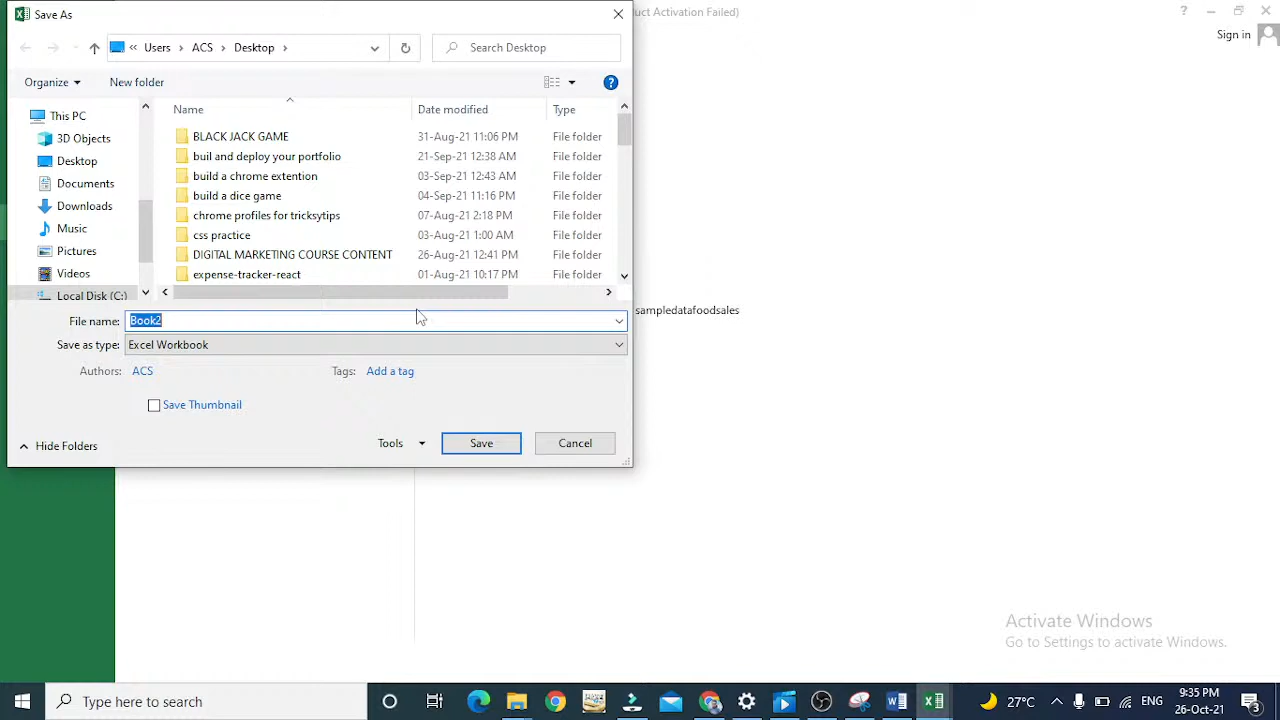 Save As
uct Activation Failed)
?
Sign in
« Users > ACS > Desktop >
Search Desktop
Organize
New folder
?
Name
Date modified
Type
This PC
3D Objects
Desktop
Documents
Downloads
Music
Pictures
Videos
Local Disk (C:)
BLACK JACK GAME 31-Aug-21 11:06 PM File folder
buil and deploy your portfolio 21-Sep-21 12:38 AM File folder
build a chrome extention 03-Sep-21 12:43 AM File folder
build a dice game 04-Sep-21 11:16 PM File folder
chrome profiles for tricksytips 07-Aug-21 2:18 PM File folder
css practice 03-Aug-21 1:00 AM File folder
DIGITAL MARKETING COURSE CONTENT 26-Aug-21 12:41 PM File folder
expense-tracker-react 01-Aug-21 10:17 PM File folder
sampledatafoodsales
File name: Book2
Save as type: Excel Workbook
Authors: ACS
Tags: Add a tag
Save Thumbnail
Hide Folders
Tools
Save
Cancel
Activate Windows
Go to Settings to activate Windows.
Type here to search
27°C
ENG
9:35 PM
26-Oct-21